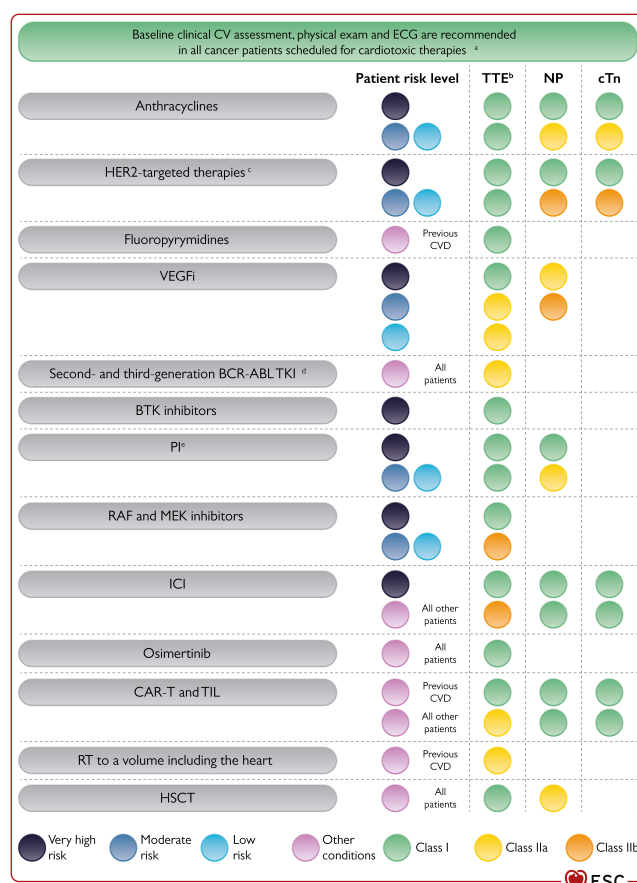 Baseline clinical CV assessment, physical exam and ECG are recommended
in all cancer patients scheduled for cardiotoxic therapies a
Patient risk level TTEb NP cTn
Anthracyclines
HER2-targeted therapies c
Fluoropyrimidines Previous
CVD
VEGFi
Second- and third-generation BCR-ABL TKI d All
patients
BTK inhibitors
PIe
RAF and MEK inhibitors
ICI
All other
patients
Osimertinib All
patients
CAR-T and TIL Previous
CVD
All other
patients
RT to a volume including the heart Previous
CVD
HSCT All
patients
Very high
risk
Moderate
risk
Low
risk
Other
conditions
Class I
Class IIa
Class IIb
ESC